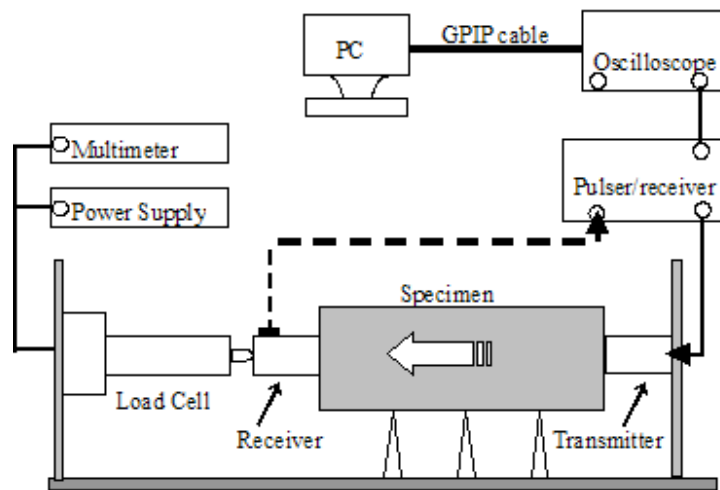 PC
GPIP cable
Oscilloscope
Multimeter
Pulser/receiver
Power Supply
Specimen
Load Cell
Receiver
Transmitter